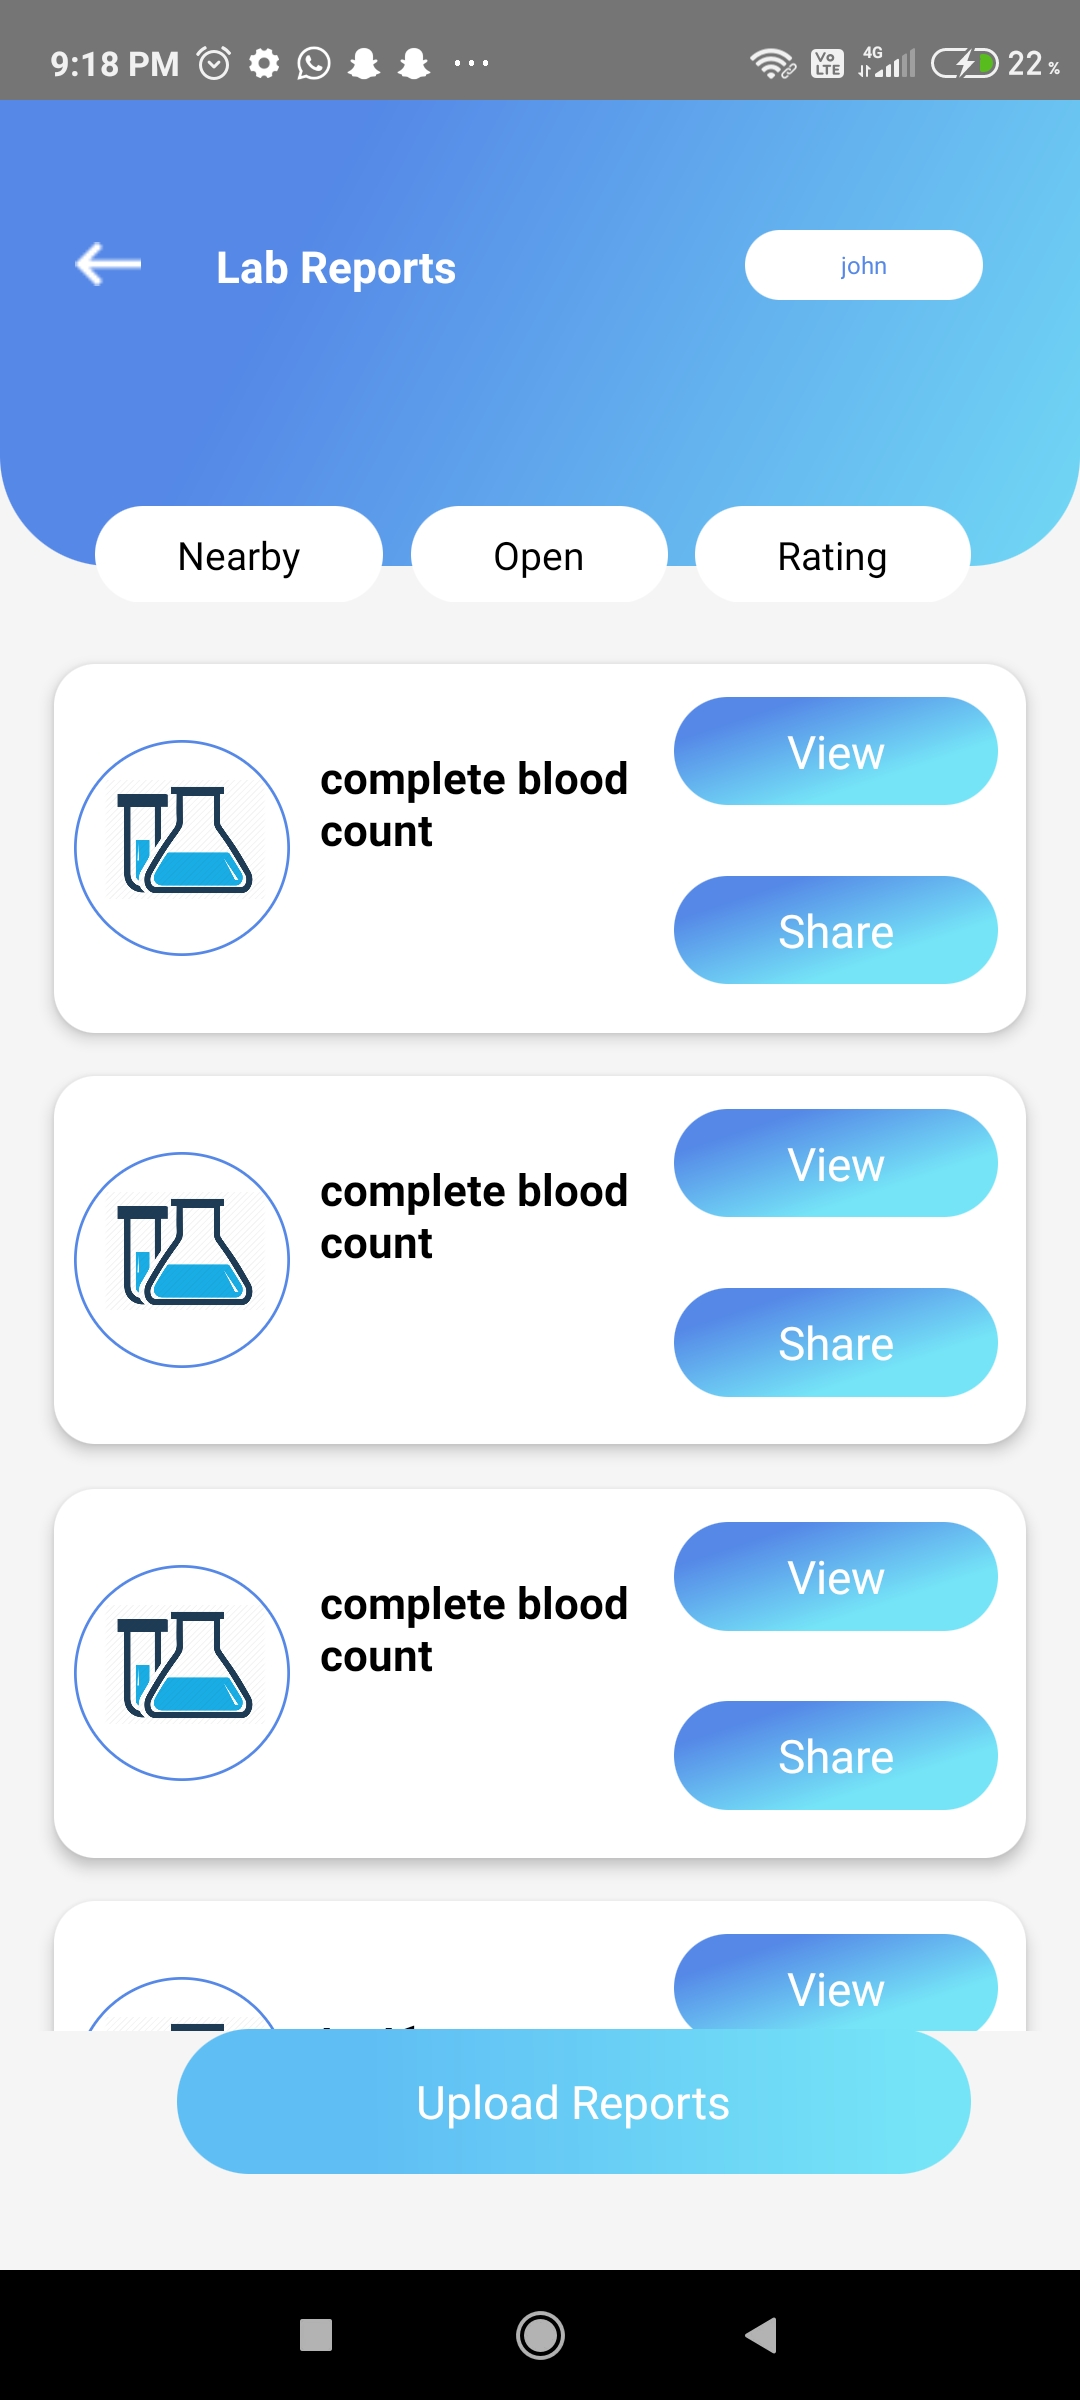 9:18 PM
Vo LTE 4G 22 %
Lab Reports
john
Nearby Open Rating
View
complete blood
count
Share
View
complete blood
count
Share
View
complete blood
count
Share
View
Upload Reports